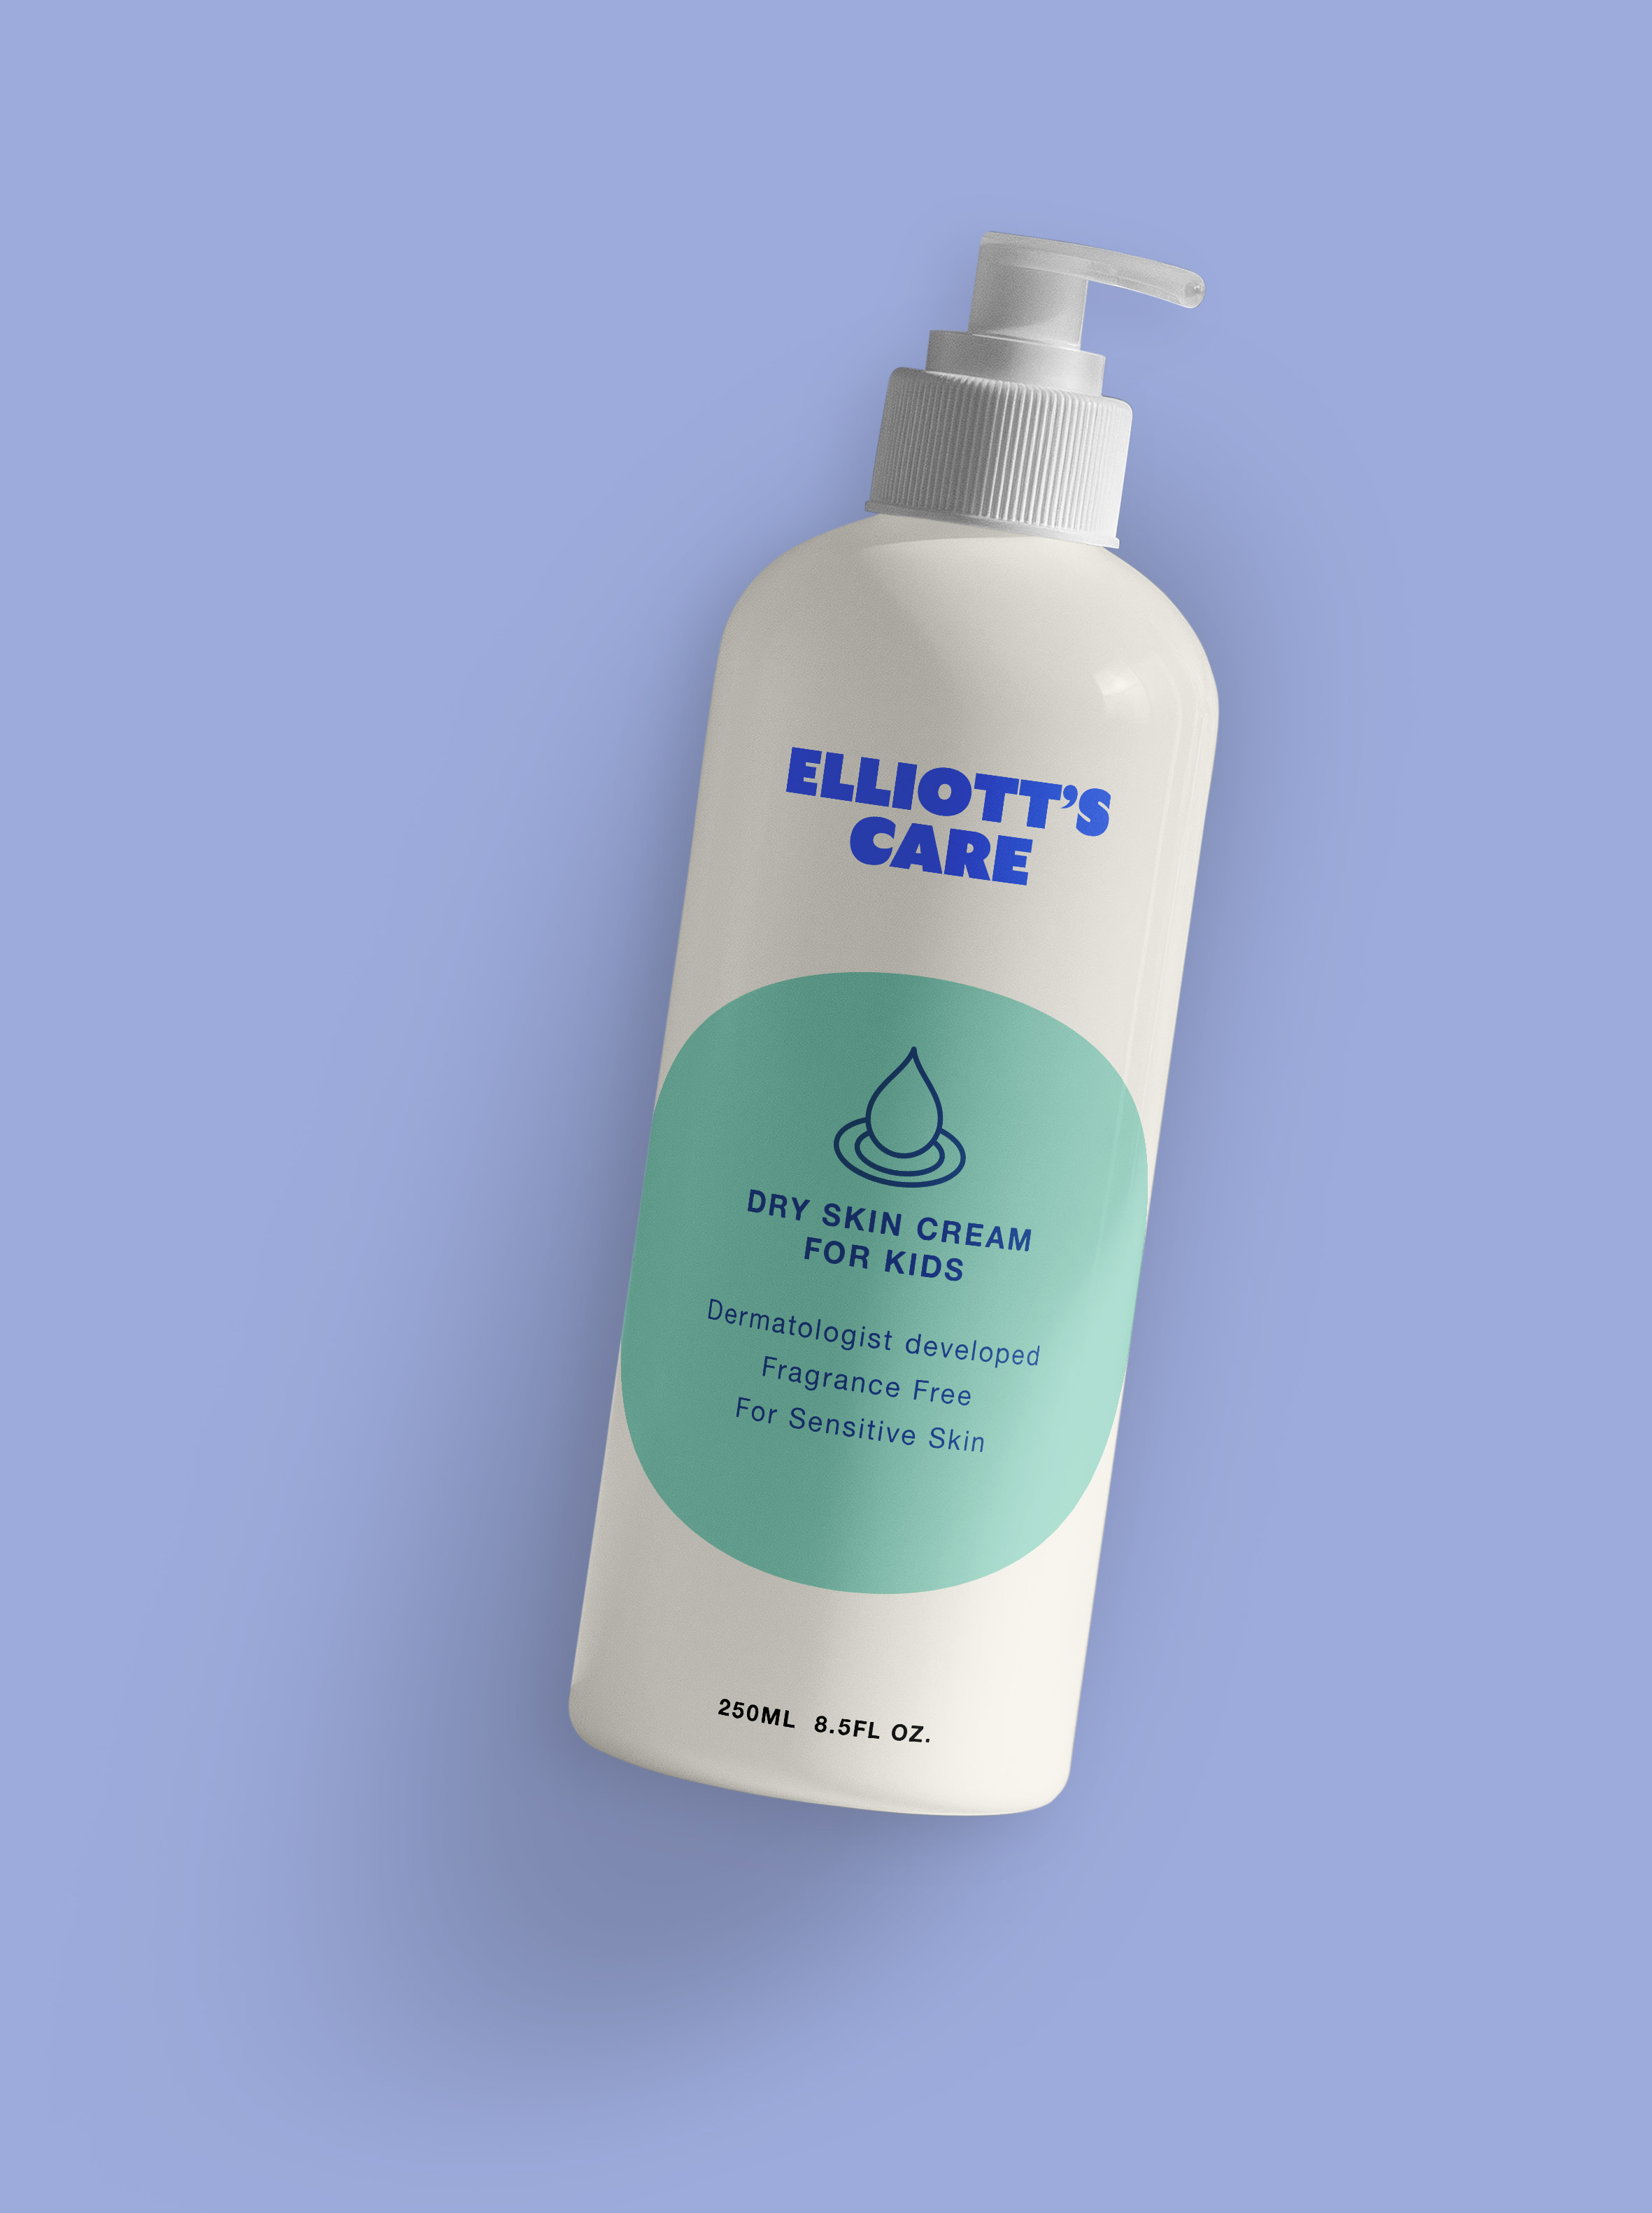 ELLIOTT'S
CARE
DRY SKIN CREAM
FOR KIDS
Dermatologist developed
Fragrance Free
For Sensitive Skin
250ML 8.5FL OZ.